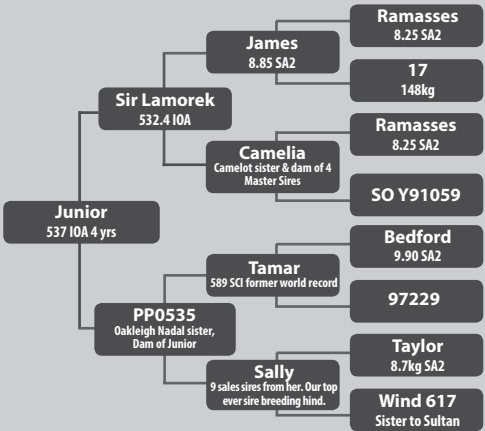 Junior
537 IOA 4 yrs
Sir Lamorek
532.4 IOA
PP0535
Oakleigh Nadal sister,
Dam of Junior
James
8.85 SA2
Camelia
Camelot sister & dam of 4
Master Sires
Tamar
589 SCI former world record
Sally
9 sales sires from her. Our top
ever sire breeding hind.
Ramasses
8.25 SA2
17
148kg
Ramasses
8.25 SA2
SO Y91059
Bedford
9.90 SA2
97229
Taylor
8.7kg SA2
Wind 617
Sister to Sultan